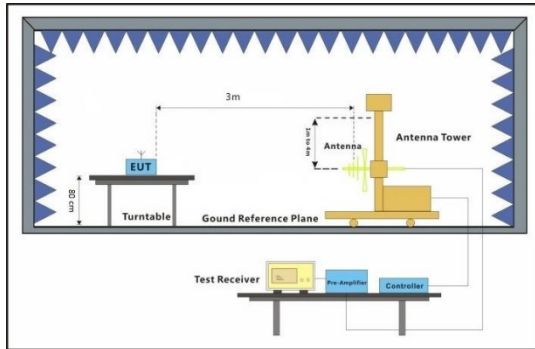 3m
Antenna
1m to 4m
Antenna Tower
EUT
80 cm
Turntable
Gound Reference Plane
Test Receiver
Pre-Amplifier
Controller